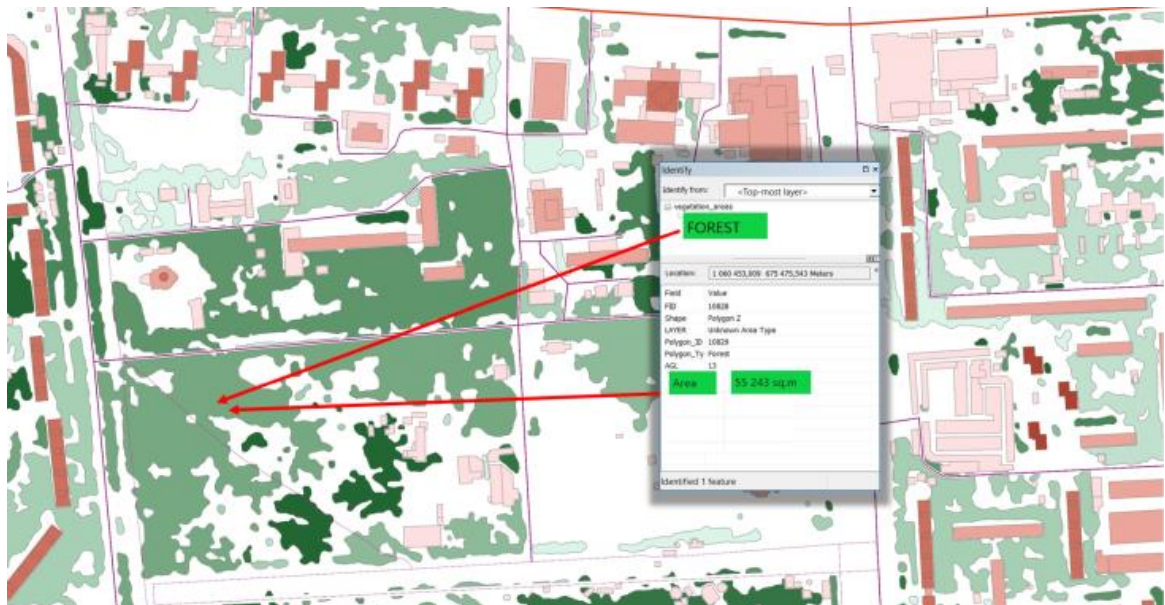 Identify
Identify from: <Top-most layer>
vegetation_areas
FOREST
Location: 1 060 453,809 675 475,543 Meters
Field Value
FID 10828
Shape Polygon Z
LAYER Unknown Area Type
Polygon_ID 10829
Polygon_Ty Forest
AGL 13
Area 55 243 sq.m
Identified 1 feature